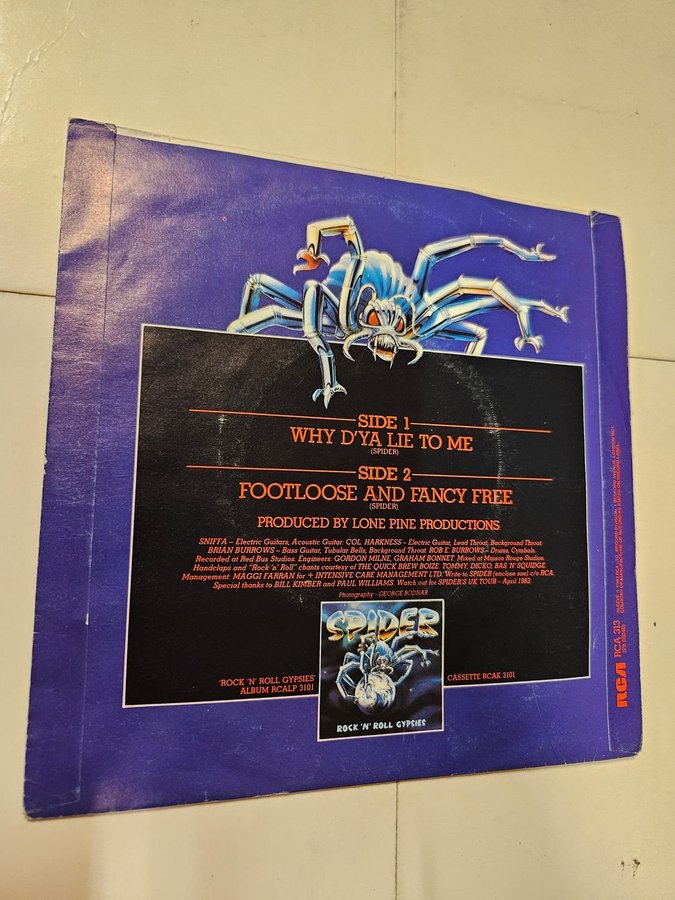 SIDE 1
WHY D'YA LIE TO ME
(SPIDER)
SIDE 2
FOOTLOOSE AND FANCY FREE
(SPIDER)
PRODUCED BY LONE PINE PRODUCTIONS
SNIFFA – Electric Guitars, Acoustic Guitar. COL HARKNESS – Electric Guitar, Lead Throat, Background Throat.
BRIAN BURROWS – Bass Guitar, Tubular Bells, Background Throat. ROB E. BURROWS – Drums, Cymbals.
Recorded at Red Bus Studios. Engineers: GORDON MILNE, GRAHAM BONNET. Mixed at Maison Rouge Studios.
Handclaps and "Rock 'n' Roll" chants courtesy of THE QUICK BREW BOIZE. TOMMY, DICKO, BAS 'N' SQUIDGE.
Management: MAGGI FARRAN for + INTENSIVE CARE MANAGEMENT LTD. Write to SPIDER (enclose sae) c/o RCA.
Special thanks to BILL KIMBER and PAUL WILLIAMS. Watch out for SPIDER'S UK TOUR – April 1983.
Photography – GEORGE BODNAR
SPIDER
ROCK 'N' ROLL GYPSIES
'ROCK 'N' ROLL GYPSIES'
ALBUM RCALP 3101
CASSETTE RCAK 3101
RCA
RCA 313